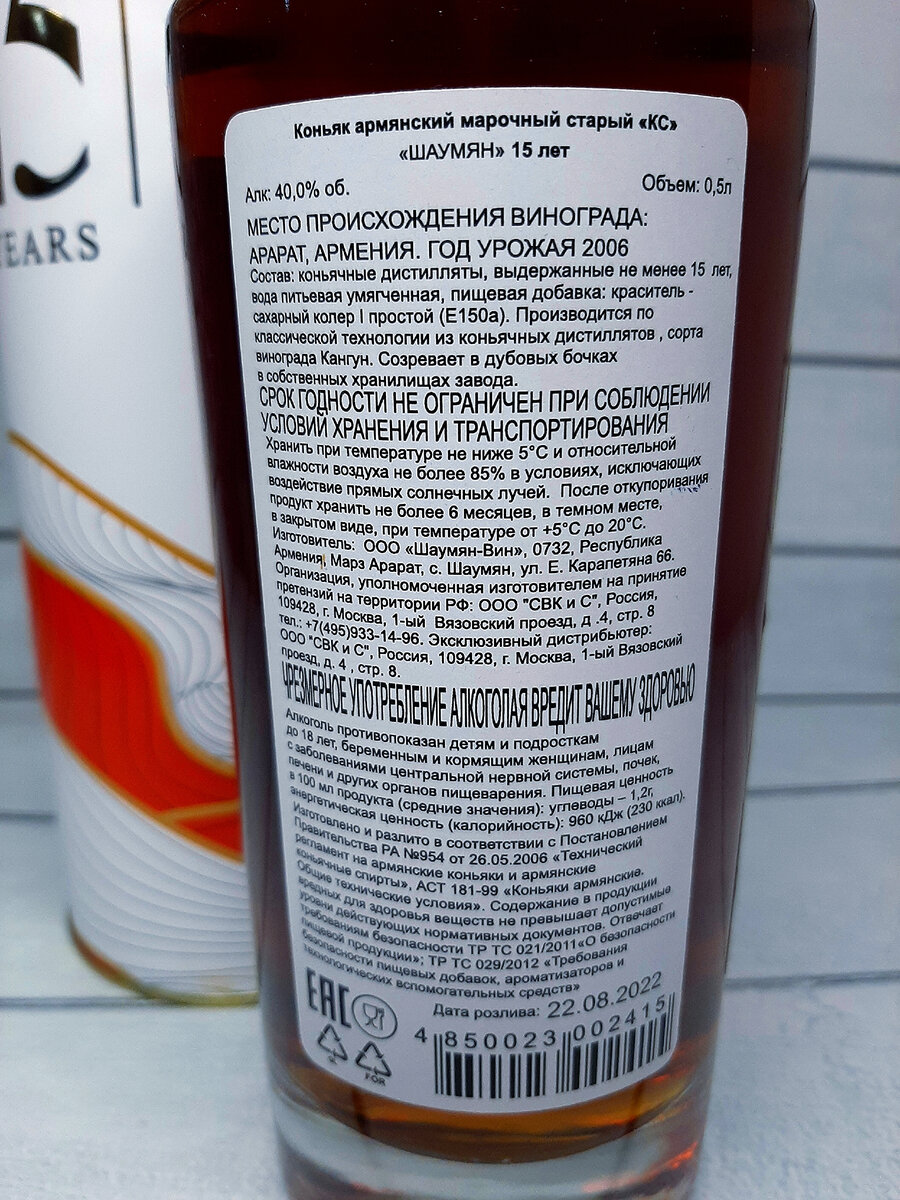 15
YEARS
Коньяк армянский марочный старый «КС»
«ШАУМЯН» 15 лет
Алк: 40,0% об.
Объем: 0,5л
МЕСТО ПРОИСХОЖДЕНИЯ ВИНОГРАДА:
АРАРАТ, АРМЕНИЯ. ГОД УРОЖАЯ 2006
Состав: коньячные дистилляты, выдержанные не менее 15 лет,
вода питьевая умягченная, пищевая добавка: краситель -
сахарный колер I простой (Е150а). Производится по
классической технологии из коньячных дистиллятов , сорта
винограда Кангун. Созревает в дубовых бочках
в собственных хранилищах завода.
СРОК ГОДНОСТИ НЕ ОГРАНИЧЕН ПРИ СОБЛЮДЕНИИ
УСЛОВИЙ ХРАНЕНИЯ И ТРАНСПОРТИРОВАНИЯ
Хранить при температуре не ниже 5°С и относительной
влажности воздуха не более 85% в условиях, исключающих
воздействие прямых солнечных лучей. После откупоривания
продукт хранить не более 6 месяцев, в темном месте,
в закрытом виде, при температуре от +5°С до 20°С.
Изготовитель: ООО «Шаумян-Вин», 0732, Республика
Армения, Марз Арарат, с. Шаумян, ул. Е. Карапетяна 66.
Организация, уполномоченная изготовителем на принятие
претензий на территории РФ: ООО "СВК и С", Россия,
109428, г. Москва, 1-ый Вязовский проезд, д .4, стр. 8
тел.: +7(495)933-14-96. Эксклюзивный дистрибьютер:
ООО "СВК и С", Россия, 109428, г. Москва, 1-ый Вязовский
проезд, д. 4 , стр. 8.
ЧРЕЗМЕРНОЕ УПОТРЕБЛЕНИЕ АЛКОГОЛАЯ ВРЕДИТ ВАШЕМУ ЗДОРОВЬЮ
Алкоголь противопоказан детям и подросткам
до 18 лет, беременным и кормящим женщинам, лицам
с заболеваниями центральной нервной системы, почек,
печени и других органов пищеварения. Пищевая ценность
в 100 мл продукта (средние значения): углеводы – 1,2г,
энергетическая ценность (калорийность): 960 кДж (230 ккал).
Изготовлено и разлито в соответствии с Постановлением
Правительства РА №954 от 26.05.2006 «Технический
регламент на армянские коньяки и армянские
коньячные спирты», АСТ 181-99 «Коньяки армянские.
Общие технические условия». Содержание в продукции
вредных для здоровья веществ не превышает допустимые
уровни действующих нормативных документов. Отвечает
требованиям безопасности ТР ТС 021/2011«О безопасности
пищевой продукции»; ТР ТС 029/2012 «Требования
безопасности пищевых добавок, ароматизаторов и
технологических вспомогательных средств»
EAC
Дата розлива: 22.08.2022
4 850023 002415
FOR